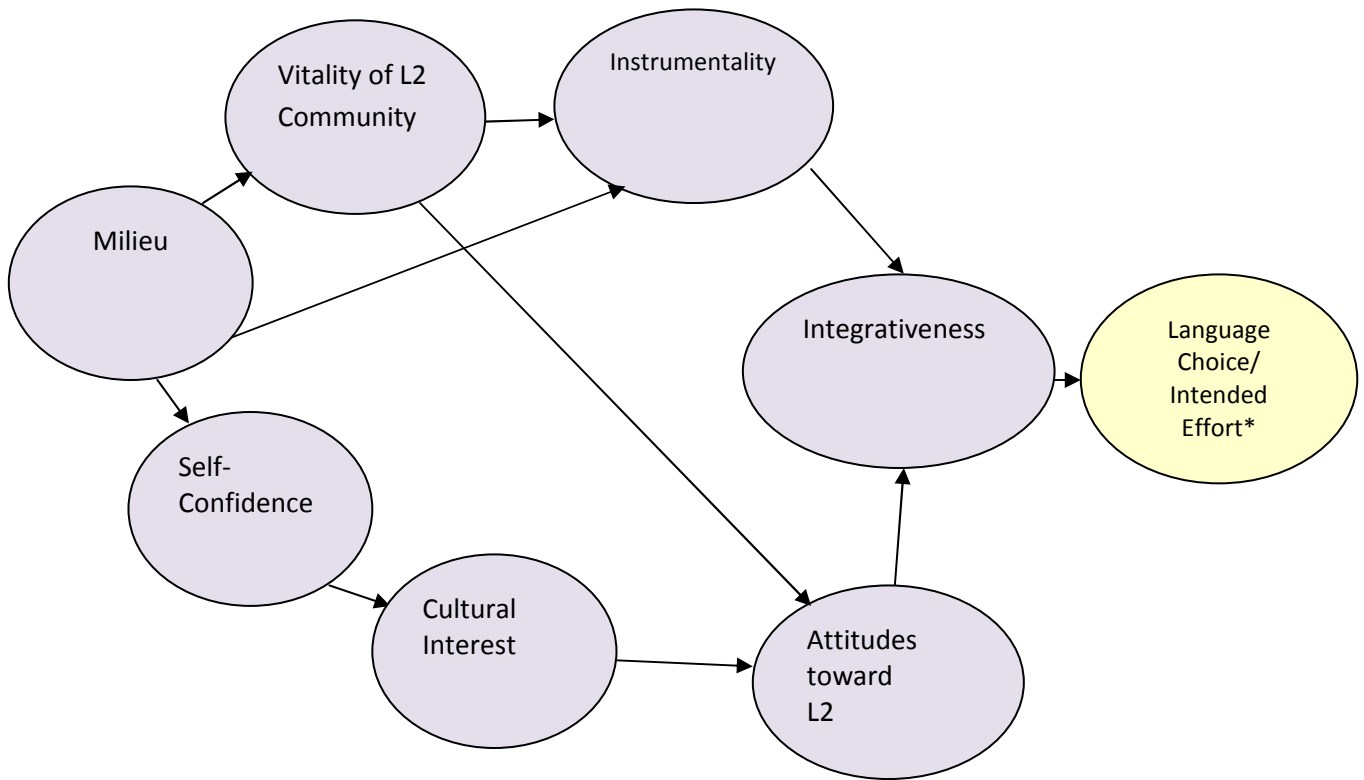 Vitality of L2
Community
Instrumentality
Milieu
Integrativeness
Language
Choice/
Intended
Effort*
Self-
Confidence
Cultural
Interest
Attitudes
toward
L2